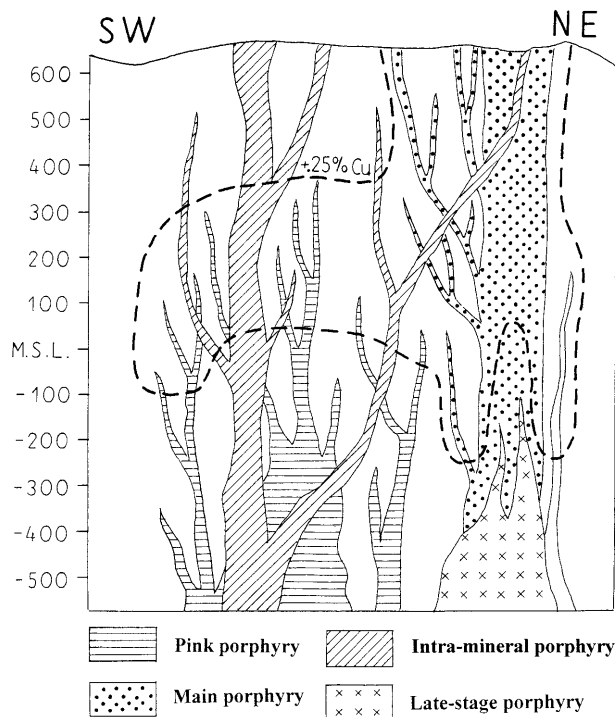 SW
NE
600
500
400
+.25% Cu
300
200
100
M.S.L.
-100
-200
-300
-400
-500
Pink porphyry
Intra-mineral porphyry
Main porphyry
Late-stage porphyry